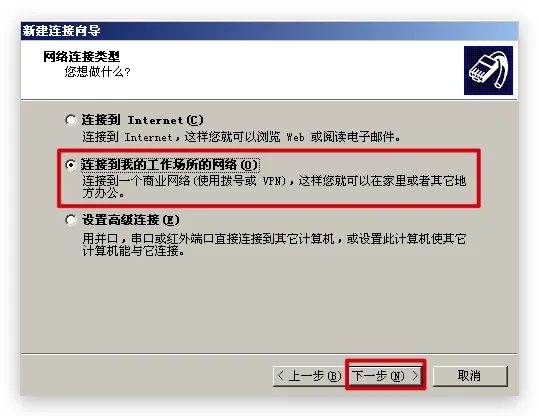 新建连接向导
网络连接类型
您想做什么?
连接到 Internet(C)
连接到 Internet,这样您就可以浏览 Web 或阅读电子邮件。
连接到我的工作场所的网络(O)
连接到一个商业网络(使用拨号或 VPN),这样您就可以在家里或者其它地
方办公。
设置高级连接(E)
用并口,串口或红外端口直接连接到其它计算机,或设置此计算机使其它
计算机能与它连接。
< 上一步(B) 下一步(N) > 取消